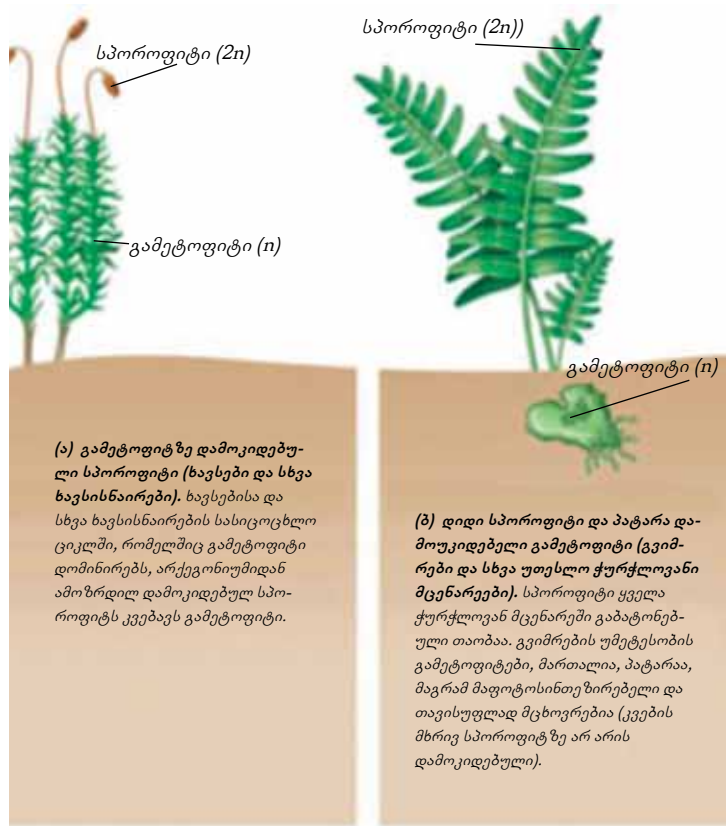 სპოროფიტი (2n)
გამეტოფიტი (n)
(ა) გამეტოფიტზე დამოკიდებუ-
ლი სპოროფიტი (ხავსები და სხვა
ხავსისნაირები). ხავსებისა და
სხვა ხავსისნაირების სასიცოცხლო
ციკლში, რომელშიც გამეტოფიტი
დომინირებს, არქეგონიუმიდან
ამოზრდილ დამოკიდებულ სპო-
როფიტს კვებავს გამეტოფიტი.
სპოროფიტი (2n))
გამეტოფიტი (n)
(ბ) დიდი სპოროფიტი და პატარა და-
მოუკიდებელი გამეტოფიტი (გვიმ-
რები და სხვა უთესლო ჭურჭლოვანი
მცენარეები). სპოროფიტი ყველა
ჭურჭლოვან მცენარეში გაბატონებ-
ული თაობაა. გვიმრების უმეტესობის
გამეტოფიტები, მართალია, პატარაა,
მაგრამ მაფოტოსინთეზირებელი და
თავისუფლად მცხოვრებია (კვების
მხრივ სპოროფიტზე არ არის
დამოკიდებული).